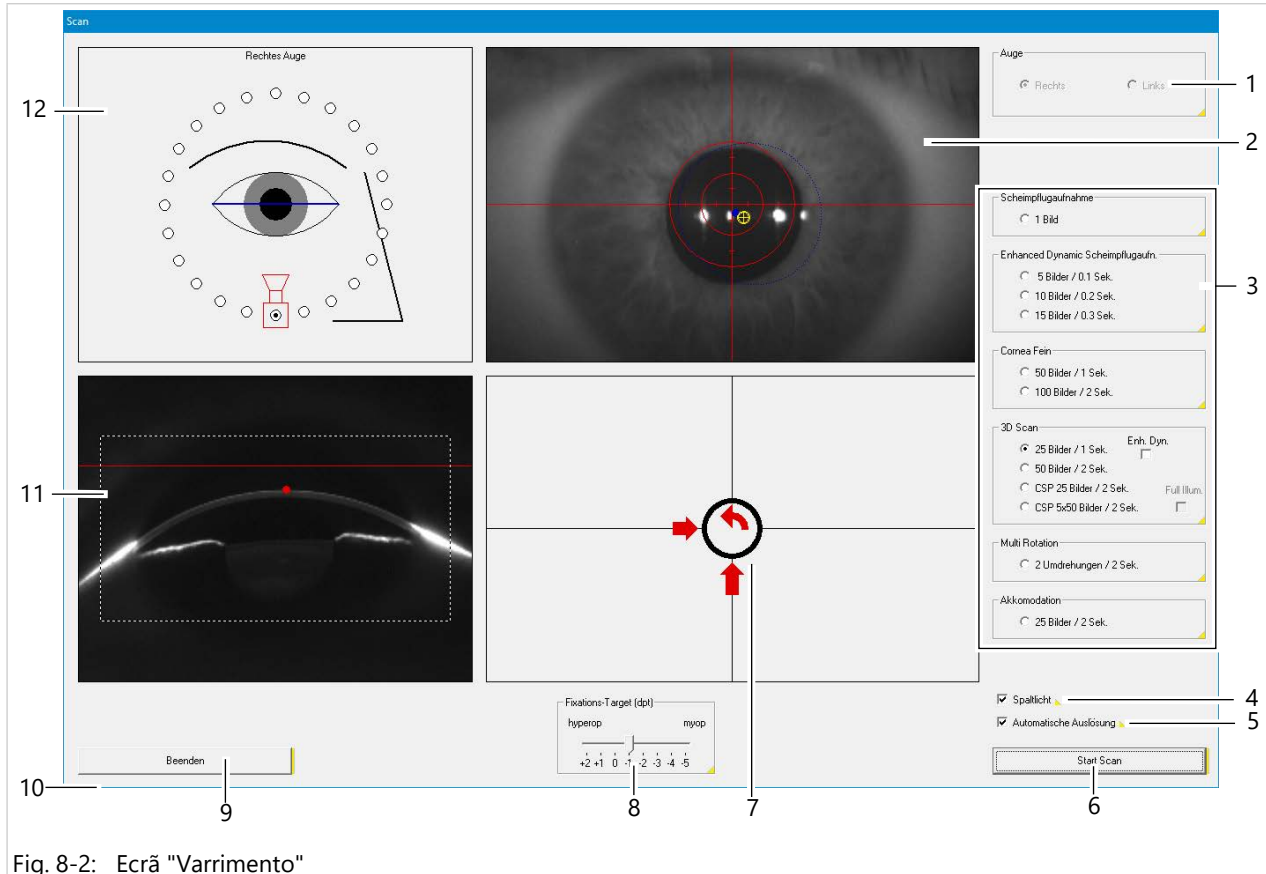 Scan
Rechtes Auge
12
Auge
Rechts Links
1
2
Scheimpflugaufnahme
1 Bild
Enhanced Dynamic Scheimpflugaufn.
5 Bilder / 0.1 Sek.
10 Bilder / 0.2 Sek.
15 Bilder / 0.3 Sek.
3
Cornea Fein
50 Bilder / 1 Sek.
100 Bilder / 2 Sek.
3D Scan
25 Bilder / 1 Sek. Enh. Dyn.
50 Bilder / 2 Sek.
CSP 25 Bilder / 2 Sek. Full Illum.
CSP 5x50 Bilder / 2 Sek.
11
Multi Rotation
2 Umdrehungen / 2 Sek.
Akkomodation
25 Bilder / 2 Sek.
Spaltlicht
4
Automatische Auslösung
5
Fixations-Target (dpt)
hyperop myop
+2 +1 0 -1 -2 -3 -4 -5
Beenden
Start Scan
10
9
8
7
6
Fig. 8-2: Ecrã "Varrimento"